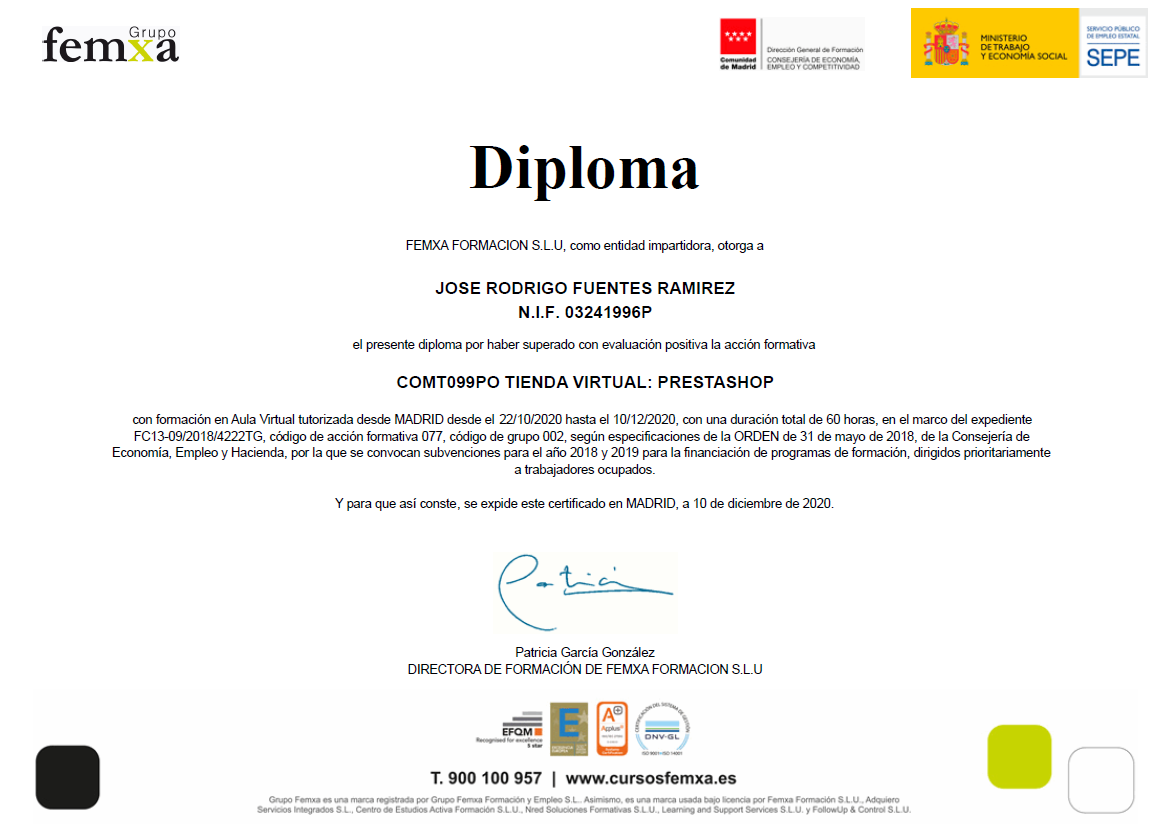 Grupo
femxa
Comunidad
de Madrid
Dirección General de Formación
CONSEJERÍA DE ECONOMÍA,
EMPLEO Y COMPETITIVIDAD
MINISTERIO
DE TRABAJO
Y ECONOMÍA SOCIAL
SERVICIO PÚBLICO
DE EMPLEO ESTATAL
SEPE
Diploma
FEMXA FORMACION S.L.U, como entidad impartidora, otorga a
JOSE RODRIGO FUENTES RAMIREZ
N.I.F. 03241996P
el presente diploma por haber superado con evaluación positiva la acción formativa
COMT099PO TIENDA VIRTUAL: PRESTASHOP
con formación en Aula Virtual tutorizada desde MADRID desde el 22/10/2020 hasta el 10/12/2020, con una duración total de 60 horas, en el marco del expediente
FC13-09/2018/4222TG, código de acción formativa 077, código de grupo 002, según especificaciones de la ORDEN de 31 de mayo de 2018, de la Consejería de
Economía, Empleo y Hacienda, por la que se convocan subvenciones para el año 2018 y 2019 para la financiación de programas de formación, dirigidos prioritariamente
a trabajadores ocupados.
Y para que así conste, se expide este certificado en MADRID, a 10 de diciembre de 2020.
Patricia García González
DIRECTORA DE FORMACIÓN DE FEMXA FORMACION S.L.U
EFQM
Recognised for excellence
5 star
E
A+
Applus
CERTIFICACIÓN DEL SISTEMA DE GESTIÓN
DNV·GL
ISO 9001·ISO 14001
T. 900 100 957 | www.cursosfemxa.es
Grupo Femxa es una marca registrada por Grupo Femxa Formación y Empleo S.L.. Asimismo, es una marca usada bajo licencia por Femxa Formación S.L.U., Adquiero
Servicios Integrados S.L., Centro de Estudios Activa Formación S.L.U., Nred Soluciones Formativas S.L.U., Learning and Support Services S.L.U. y FollowUp & Control S.L.U.